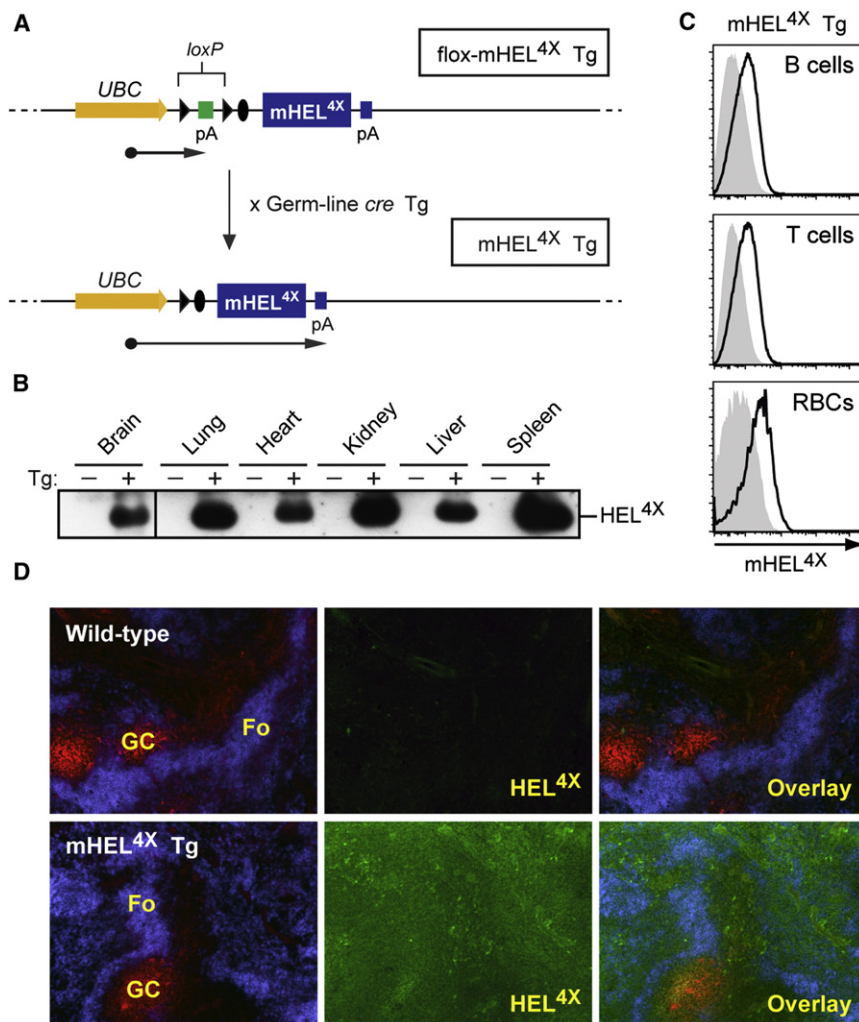 A
loxP
flox-mHEL4X Tg
UBC
mHEL4X
pA
pA
x Germ-line cre Tg
mHEL4X Tg
UBC
mHEL4X
pA
B
Brain
Lung
Heart
Kidney
Liver
Spleen
Tg: – + – + – + – + – + – +
HEL4X
C
mHEL4X Tg
B cells
T cells
RBCs
mHEL4X
D
Wild-type
GC
Fo
HEL4X
Overlay
mHEL4X Tg
Fo
GC
HEL4X
Overlay